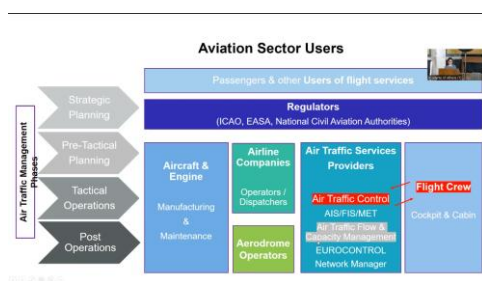 Aviation Sector Users
Passengers & other Users of flight services
Regulators
(ICAO, EASA, National Civil Aviation Authorities)
Air Traffic Management
Phases
Strategic
Planning
Pre-Tactical
Planning
Tactical
Operations
Post
Operations
Aircraft &
Engine
Manufacturing
&
Maintenance
Airline
Companies
Operators /
Dispatchers
Aerodrome
Operators
Air Traffic Services
Providers
Air Traffic Control
AIS/FIS/MET
Air Traffic Flow &
Capacity Management
EUROCONTROL
Network Manager
Flight Crew
Cockpit & Cabin